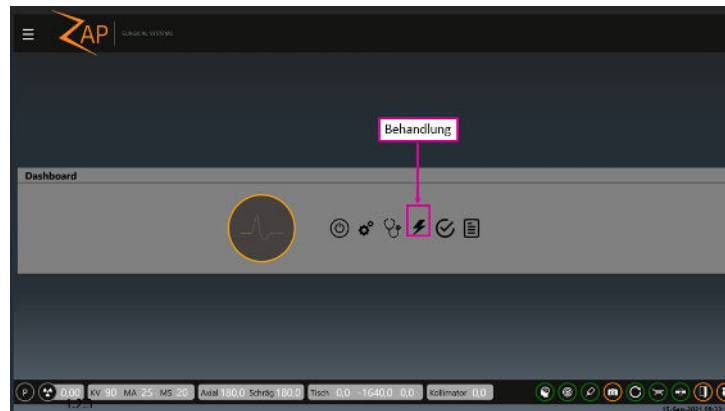 ZAP SURGICAL SYSTEMS
Behandlung
Dashboard
P 0,00 KV 90 MA 25 MS 20 Axial 180,0 Schräg 180,0 Tisch 0,0 -1640,0 0,0 Kollimator 0,0